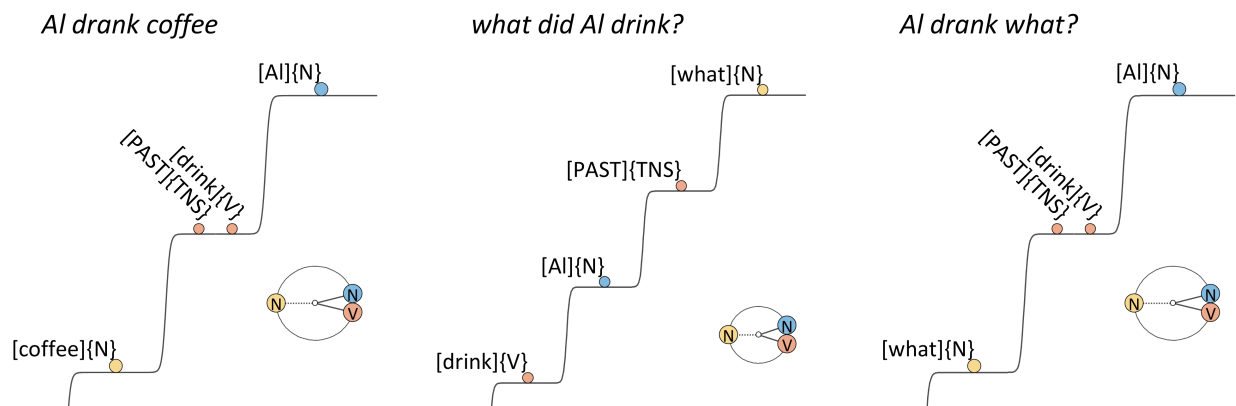 Al drank coffee
[Al]{N}
[drink]{V}
[PAST]{TNS}
[coffee]{N}
N
N
V
what did Al drink?
[what]{N}
[PAST]{TNS}
[Al]{N}
[drink]{V}
N
N
V
Al drank what?
[Al]{N}
[drink]{V}
[PAST]{TNS}
[what]{N}
N
N
V